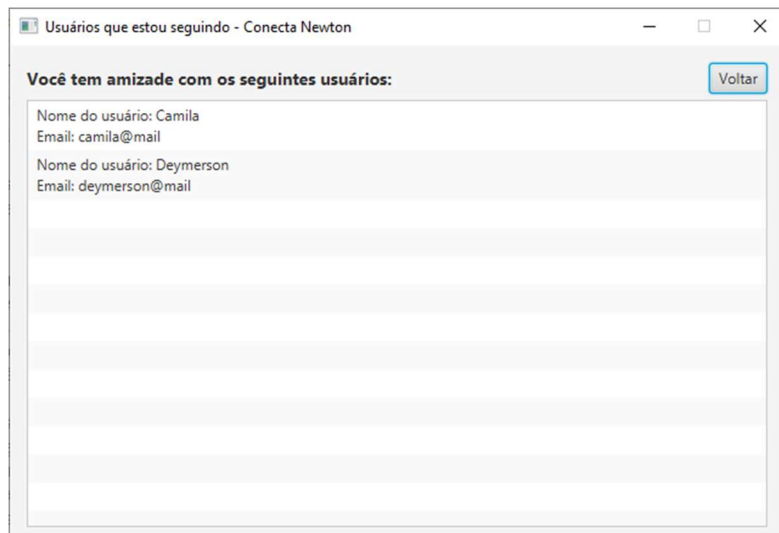 Usuários que estou seguindo - Conecta Newton
Você tem amizade com os seguintes usuários:
Voltar
Nome do usuário: Camila
Email: camila@mail
Nome do usuário: Deymerson
Email: deymerson@mail